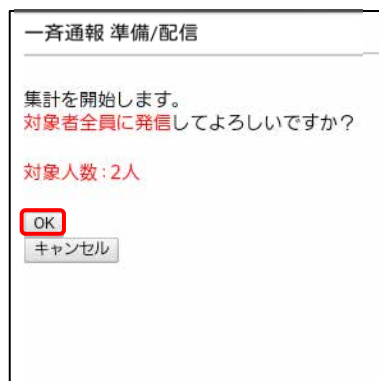 一斉通報 準備/配信
集計を開始します。
対象者全員に発信してよろしいですか？
対象人数：2人
OK
キャンセル